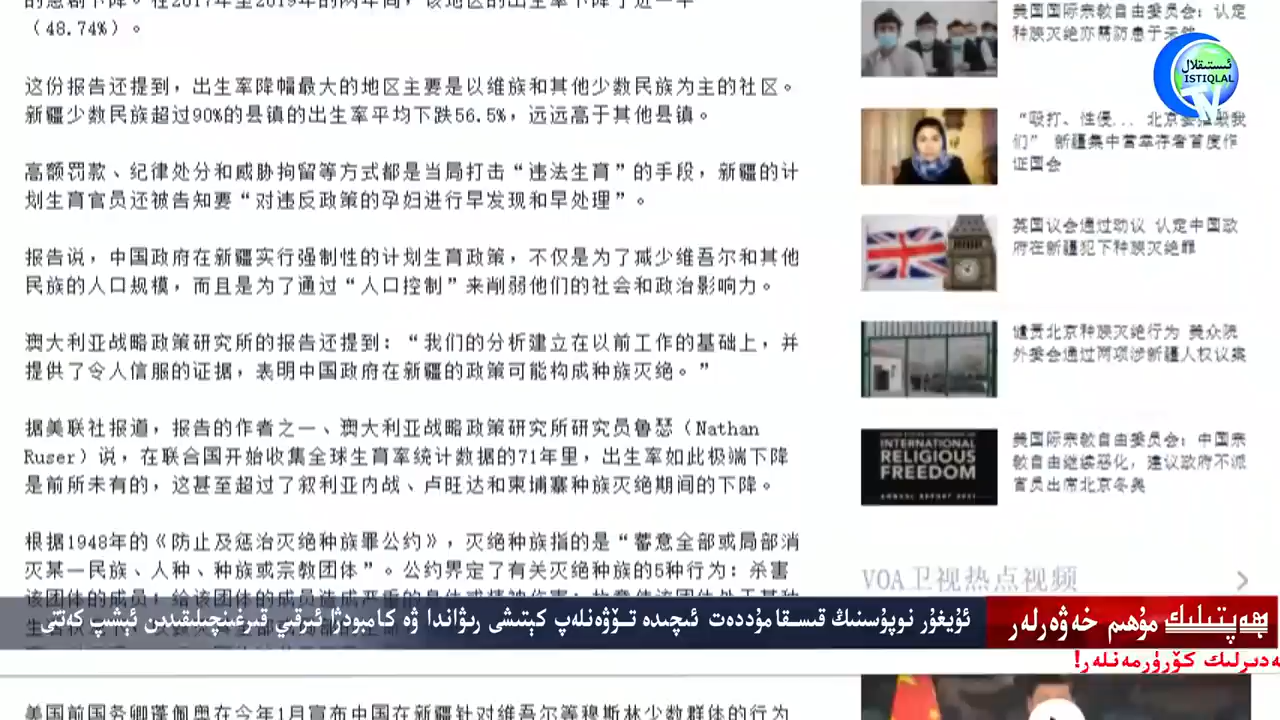 （48.74%）。
这份报告还提到，出生率降幅最大的地区主要是以维族和其他少数民族为主的社区。
新疆少数民族超过90%的县镇的出生率平均下跌56.5%，远远高于其他县镇。
高额罚款、纪律处分和威胁拘留等方式都是当局打击“违法生育”的手段，新疆的计
划生育官员还被告知要“对违反政策的孕妇进行早发现和早处理”。
报告说，中国政府在新疆实行强制性的计划生育政策，不仅是为了减少维吾尔和其他
民族的人口规模，而且是为了通过“人口控制”来削弱他们的社会和政治影响力。
澳大利亚战略政策研究所的报告还提到：“我们的分析建立在以前工作的基础上，并
提供了令人信服的证据，表明中国政府在新疆的政策可能构成种族灭绝。”
据美联社报道，报告的作者之一、澳大利亚战略政策研究所研究员鲁瑟（Nathan
Ruser）说，在联合国开始收集全球生育率统计数据的71年里，出生率如此极端下降
是前所未有的，这甚至超过了叙利亚内战、卢旺达和柬埔寨种族灭绝期间的下降。
根据1948年的《防止及惩治灭绝种族罪公约》，灭绝种族指的是“蓄意全部或局部消
灭某一民族、人种、种族或宗教团体”。公约界定了有关灭绝种族的5种行为：杀害
美国前国务卿蓬佩奥在今年1月宣布中国在新疆针对维吾尔等穆斯林少数群体的行为
美国国际宗教自由委员会：认定
种族灭绝亦需防患于未然
“殴打、性侵... 北京要摧毁我
们” 新疆集中营幸存者首度作
证国会
英国议会通过动议 认定中国政
府在新疆犯下种族灭绝罪
谴责北京种族灭绝行为 美众院
外委会通过两项涉新疆人权议案
INTERNATIONAL
RELIGIOUS
FREEDOM
ANNUAL REPORT 2021
美国际宗教自由委员会：中国宗
教自由继续恶化，建议政府不派
官员出席北京冬奥
VOA卫视热点视频
ئىستىقلال
ISTIQLAL
ھەپتىلىك مۇھىم خەۋەرلەر
ئۇيغۇر نوپۇسىنىڭ قىسقا مۇددەت ئىچىدە تۆۋەنلەپ كېتىشى رىۋاندا ۋە كامبودژا ئىرقىي قىرغىنچىلىقىدىن ئېشىپ كەتتى
ەدىرلىك كۆرۈرمەنلەر!